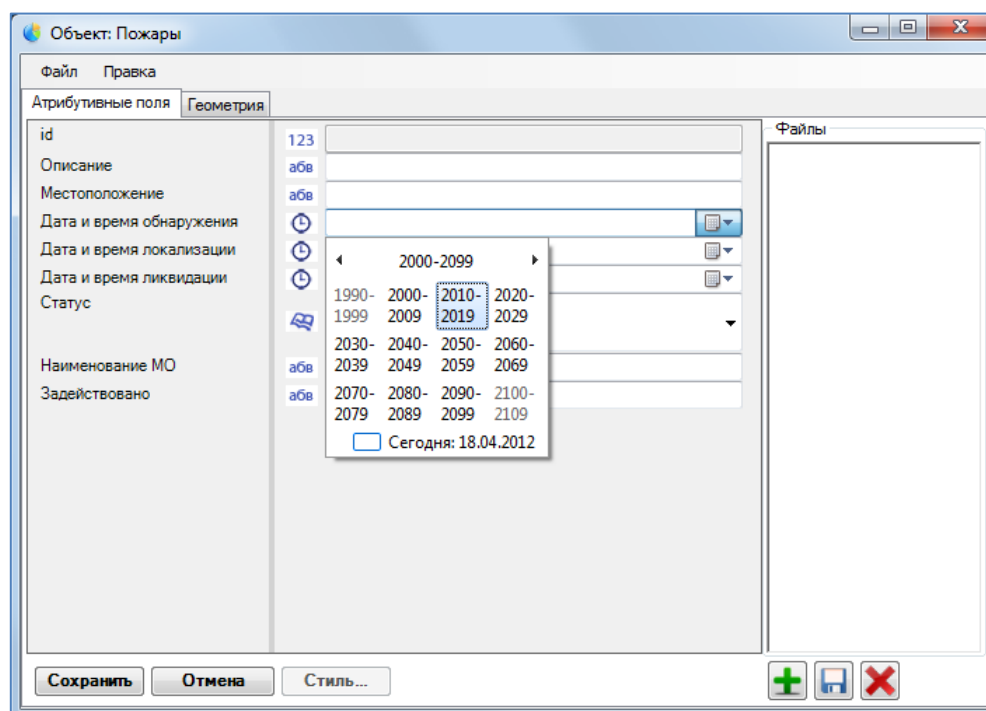 Объект: Пожары
Файл Правка
Атрибутивные поля Геометрия
id 123
Описание абв
Местоположение абв
Дата и время обнаружения
Дата и время локализации
Дата и время ликвидации
Статус
Наименование МО абв
Задействовано абв
2000-2099
1990- 2000- 2010- 2020-
1999 2009 2019 2029
2030- 2040- 2050- 2060-
2039 2049 2059 2069
2070- 2080- 2090- 2100-
2079 2089 2099 2109
Сегодня: 18.04.2012
Файлы
Сохранить Отмена Стиль...